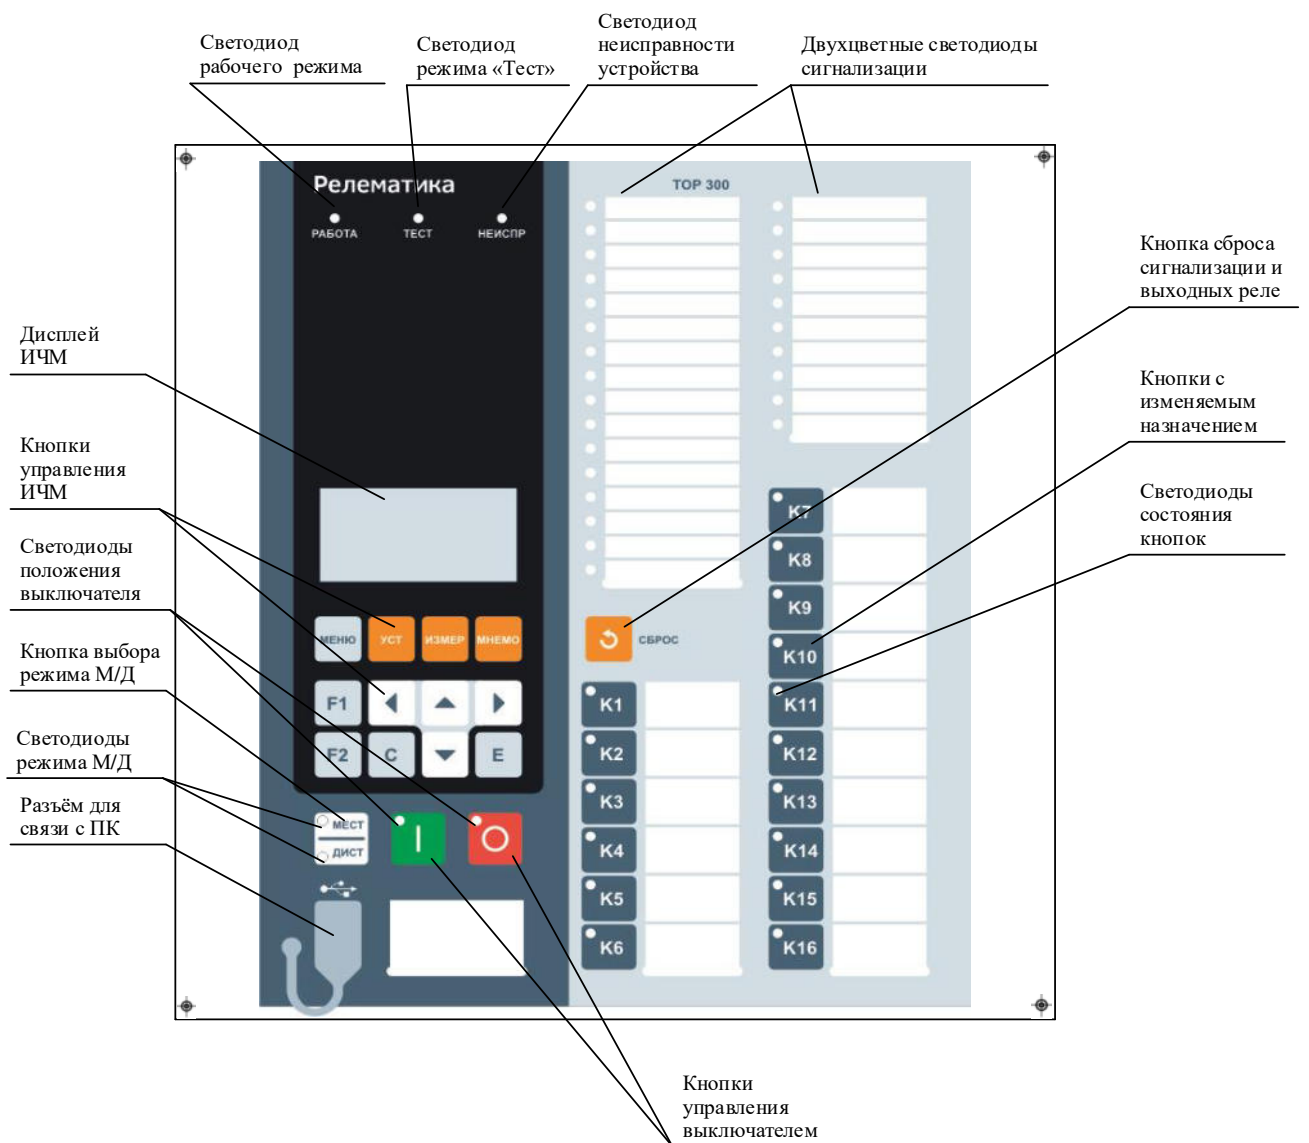 Светодиод
рабочего режима
Светодиод
режима «Тест»
Светодиод
неисправности
устройства
Двухцветные светодиоды
сигнализации
Релематика
РАБОТА
ТЕСТ
НЕИСПР
ТОР 300
Кнопка сброса
сигнализации и
выходных реле
Дисплей
ИЧМ
Кнопки с
изменяемым
назначением
Кнопки
управления
ИЧМ
Светодиоды
состояния
кнопок
Светодиоды
положения
выключателя
Кнопка выбора
режима М/Д
Светодиоды
режима М/Д
Разъём для
связи с ПК
МЕНЮ
УСТ
ИЗМЕР
МНЕМО
F1
F2
C
E
МЕСТ
ДИСТ
СБРОС
K1
K2
K3
K4
K5
K6
K7
K8
K9
K10
K11
K12
K13
K14
K15
K16
Кнопки
управления
выключателем